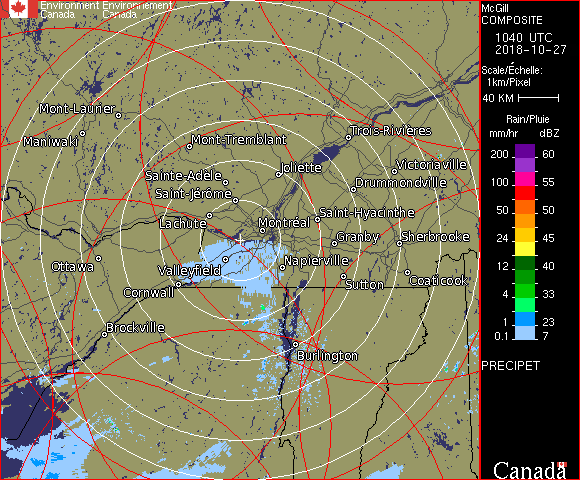 Environment Environnement
Canada Canada
McGill
COMPOSITE
1040 UTC
2018-10-27
Scale/Échelle:
1km/Pixel
40 KM
Rain/Pluie
mm/hr dBZ
200 60
155 57
100 55
50 50
24 45
12 40
4 33
1 23
0.1 7
PRECIPET
Canada
Mont-Laurier
Maniwaki
Mont-Tremblant
Trois-Rivières
Joliette
Victoriaville
Sainte-Adèle
Drummondville
Saint-Jérôme
Saint-Hyacinthe
Lachute
Montréal
Granby
Sherbrooke
Ottawa
Valleyfield
Napierville
Cornwall
Sutton
Coaticook
Brockville
Burlington